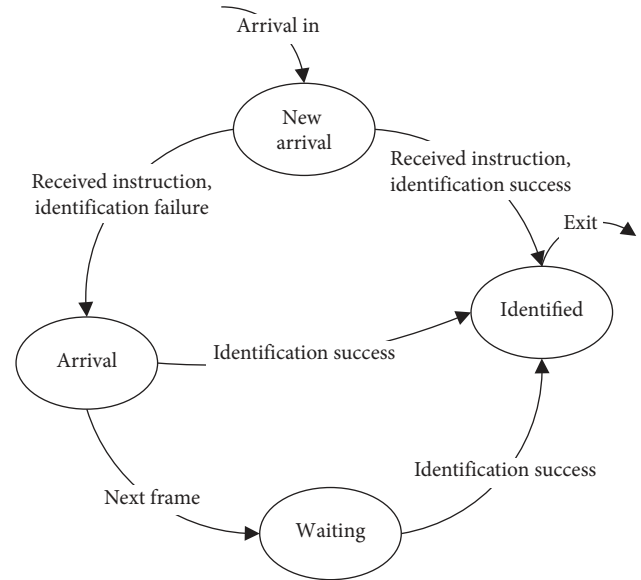 Arrival in
New
arrival
Received instruction,
identification failure
Received instruction,
identification success
Exit
Identified
Arrival
Identification success
Identification success
Next frame
Waiting